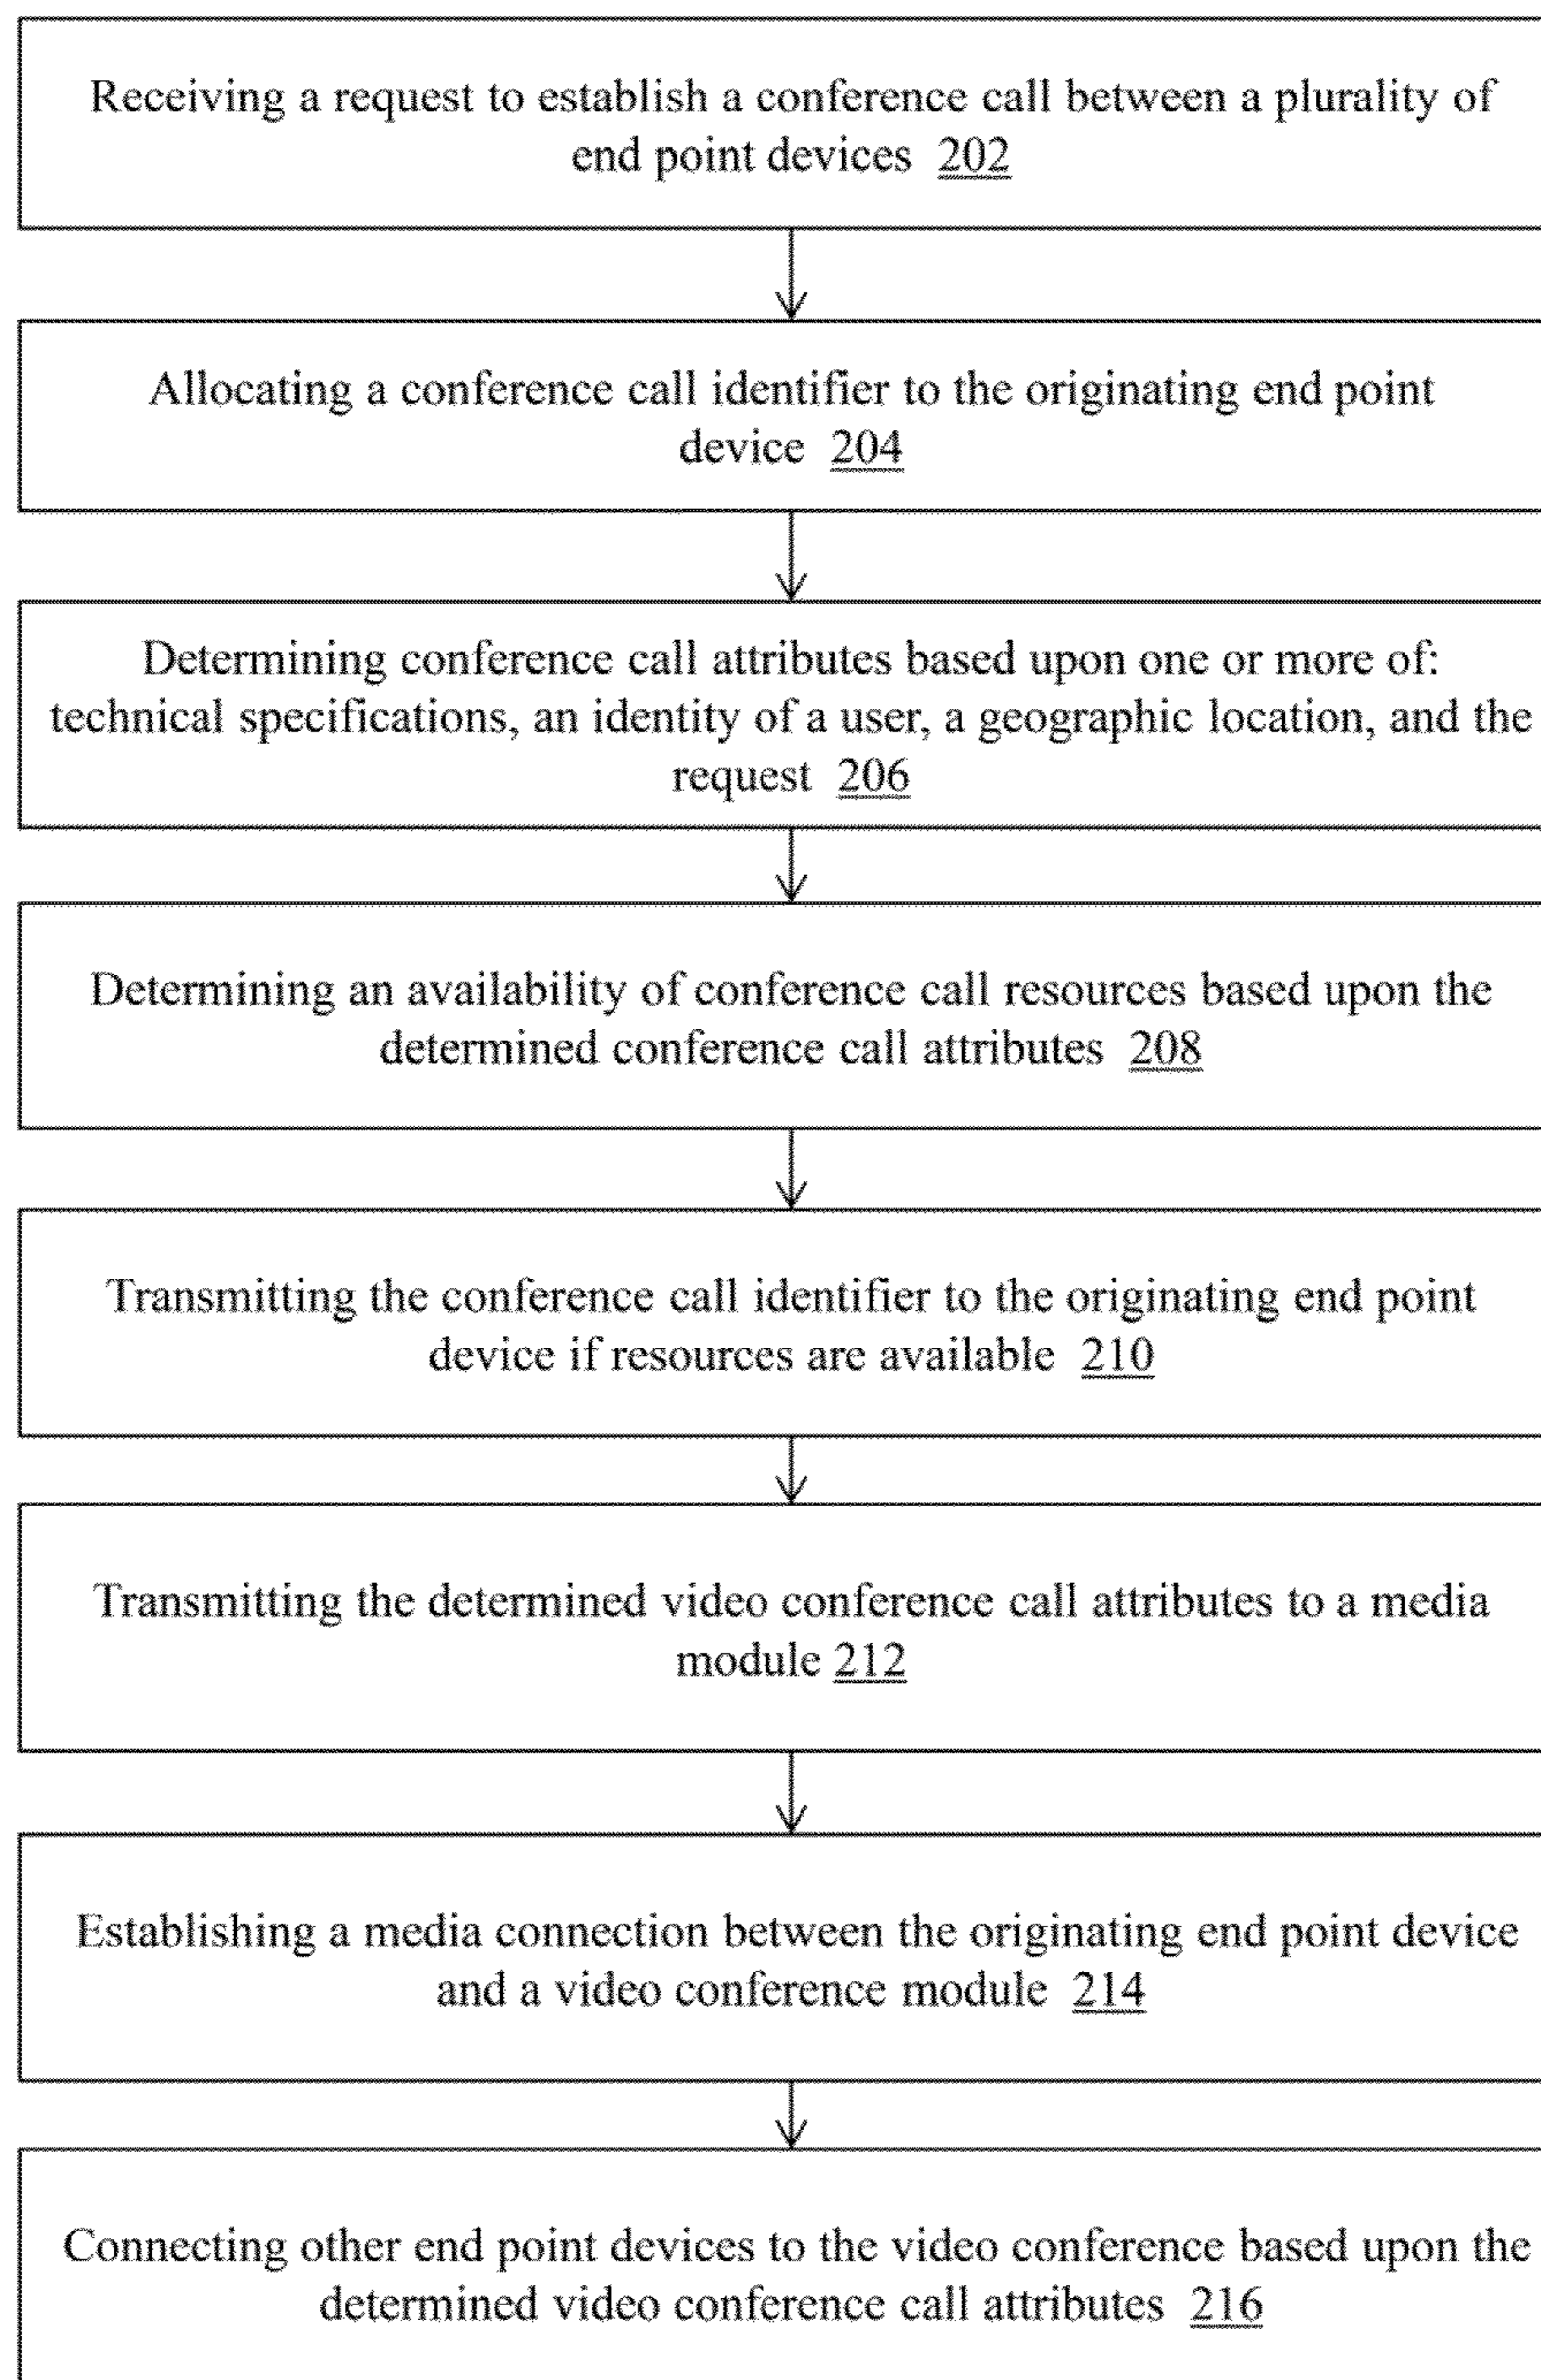 Receiving a request to establish a conference call between a plurality of
end point devices 202
Allocating a conference call identifier to the originating end point
device 204
Determining conference call attributes based upon one or more of:
technical specifications, an identity of a user, a geographic location, and the
request 206
Determining an availability of conference call resources based upon the
determined conference call attributes 208
Transmitting the conference call identifier to the originating end point
device if resources are available 210
Transmitting the determined video conference call attributes to a media
module 212
Establishing a media connection between the originating end point device
and a video conference module 214
Connecting other end point devices to the video conference based upon the
determined video conference call attributes 216